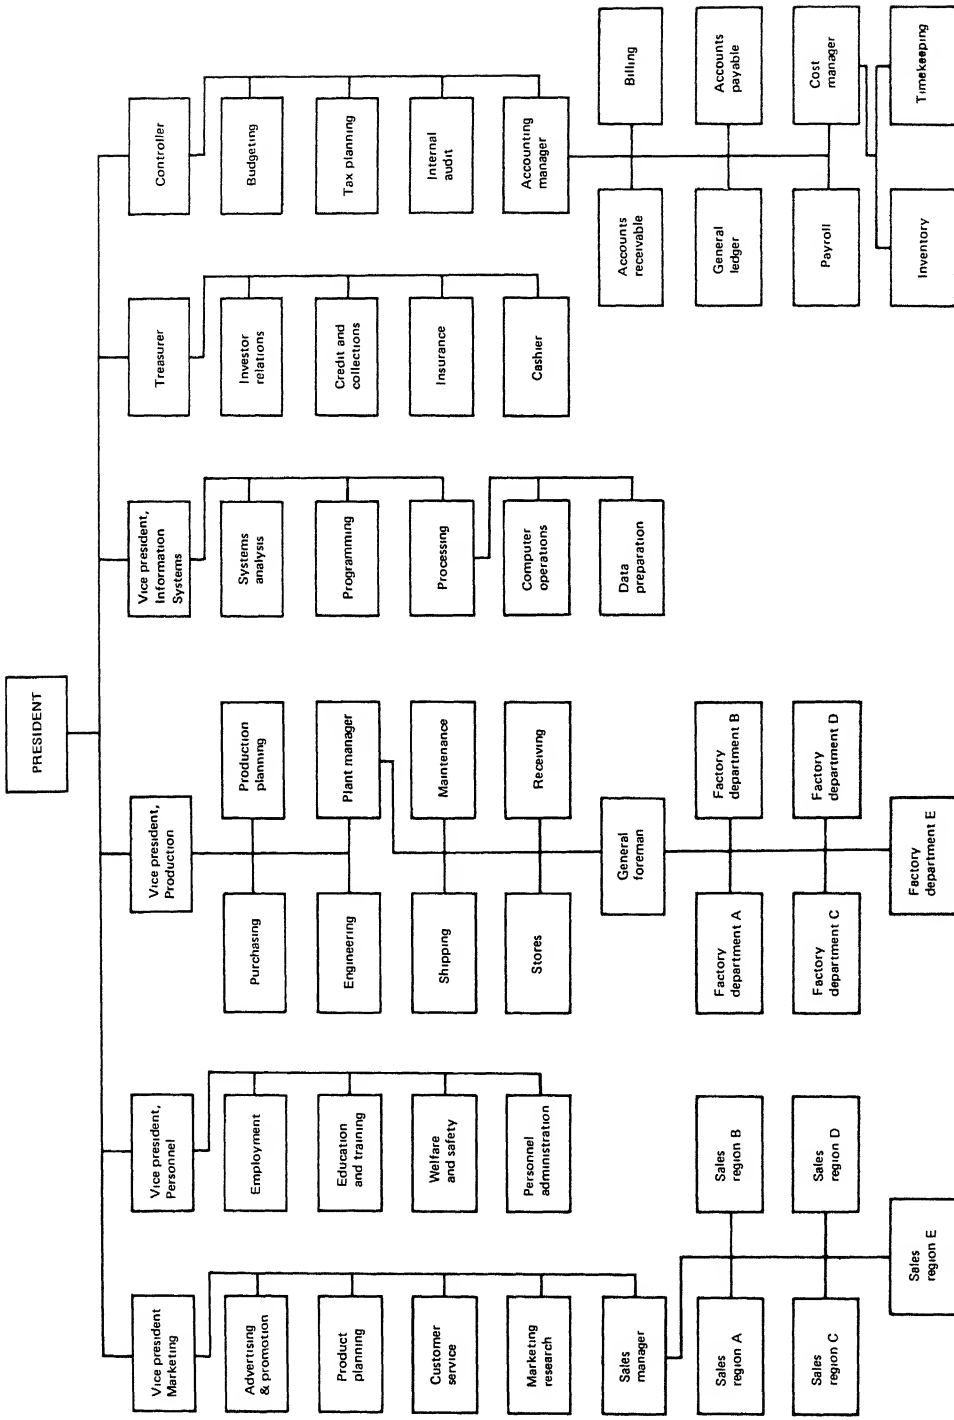 PRESIDENT
Vice president
Marketing
Advertising
& promotion
Product
planning
Customer
service
Marketing
research
Sales
manager
Sales
region A
Sales
region B
Sales
region C
Sales
region D
Sales
region E
Vice president,
Personnel
Employment
Education
and training
Welfare
and safety
Personnel
administration
Vice president,
Production
Purchasing
Production
planning
Engineering
Plant manager
Shipping
Maintenance
Stores
Receiving
General
foreman
Factory
department A
Factory
department B
Factory
department C
Factory
department D
Factory
department E
Vice president,
Information
Systems
Systems
analysis
Programming
Processing
Computer
operations
Data
preparation
Treasurer
Investor
relations
Credit and
collections
Insurance
Cashier
Controller
Budgeting
Tax planning
Internal
audit
Accounting
manager
Accounts
receivable
Billing
General
ledger
Accounts
payable
Payroll
Cost
manager
Inventory
Timekeeping